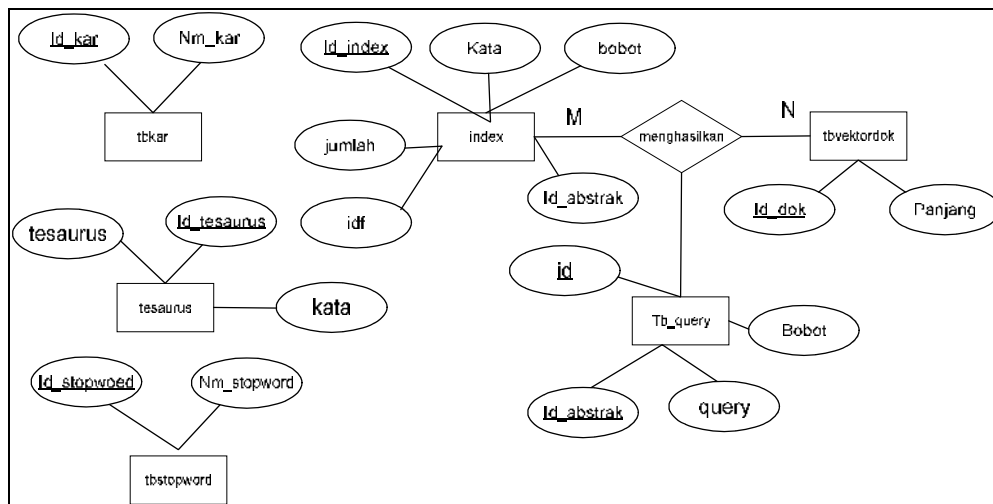 Id_kar
Nm_kar
tbkar
Id_index
Kata
bobot
index
M
menghasilkan
N
tbvektordok
jumlah
idf
Id_abstrak
Id_dok
Panjang
tesaurus
Id_tesaurus
tesaurus
kata
id
Tb_query
Bobot
Id_abstrak
query
Id_stopwoed
Nm_stopword
tbstopword